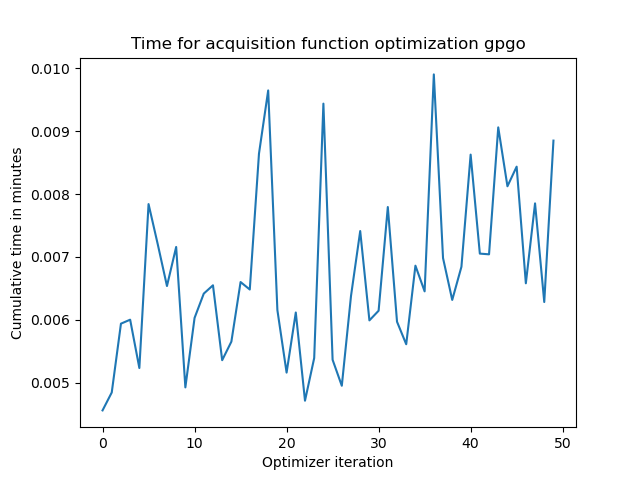 Time for acquisition function optimization gpgo
0.010
0.009
0.008
0.007
0.006
0.005
Cumulative time in minutes
0 10 20 30 40 50
Optimizer iteration